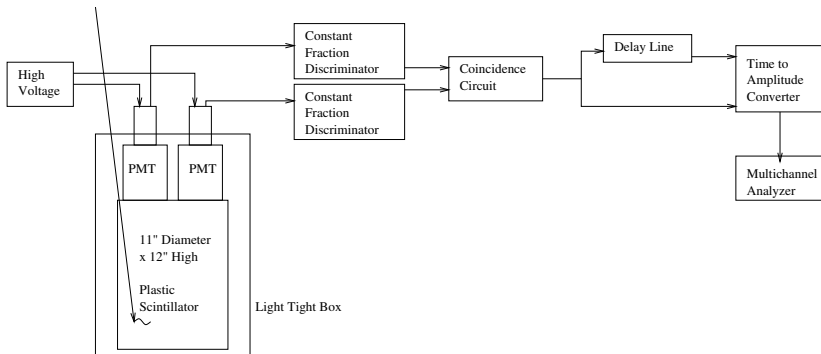 High
Voltage
Constant
Fraction
Discriminator
Constant
Fraction
Discriminator
Coincidence
Circuit
Delay Line
Time to
Amplitude
Converter
Multichannel
Analyzer
PMT
PMT
11" Diameter
x 12" High
Plastic
Scintillator
Light Tight Box